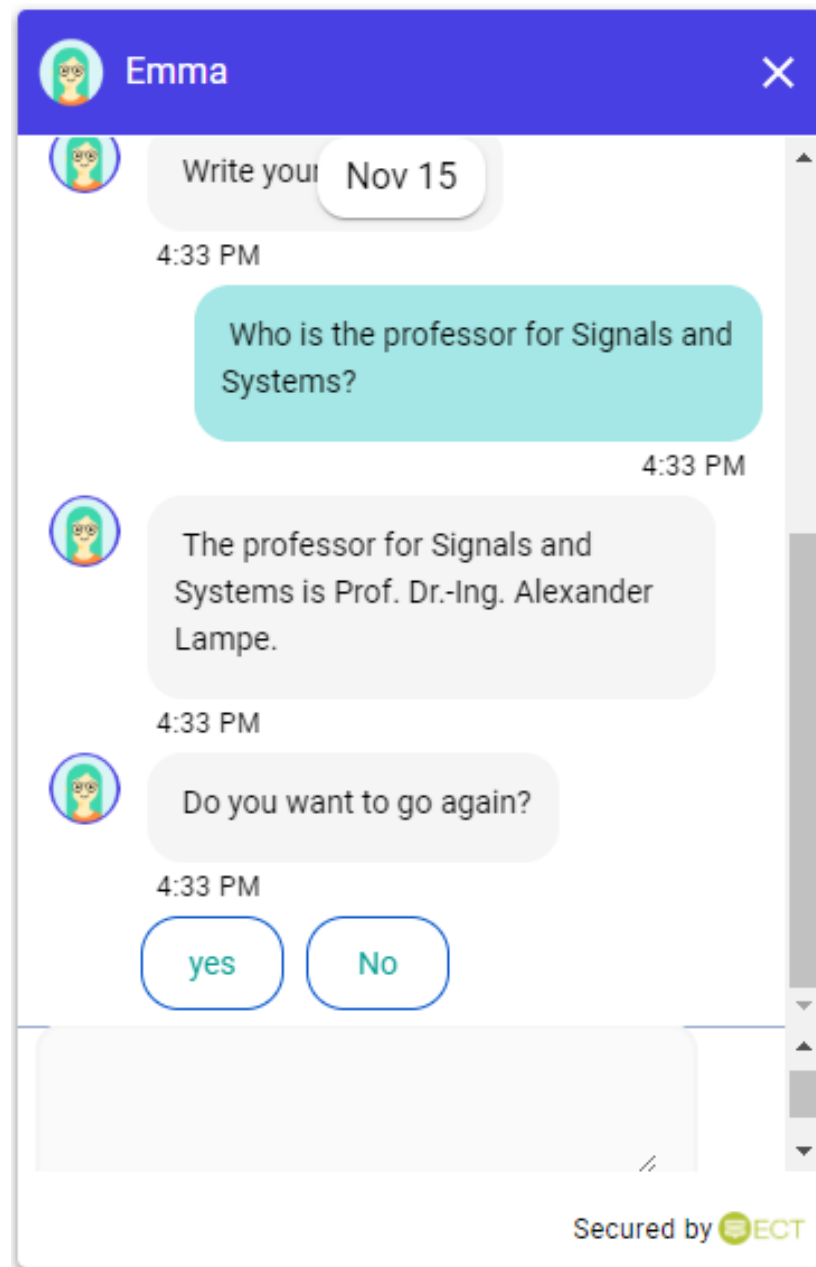 Emma
Write your
Nov 15
4:33 PM
Who is the professor for Signals and
Systems?
4:33 PM
The professor for Signals and
Systems is Prof. Dr.-Ing. Alexander
Lampe.
4:33 PM
Do you want to go again?
4:33 PM
yes
No
Secured by ECT